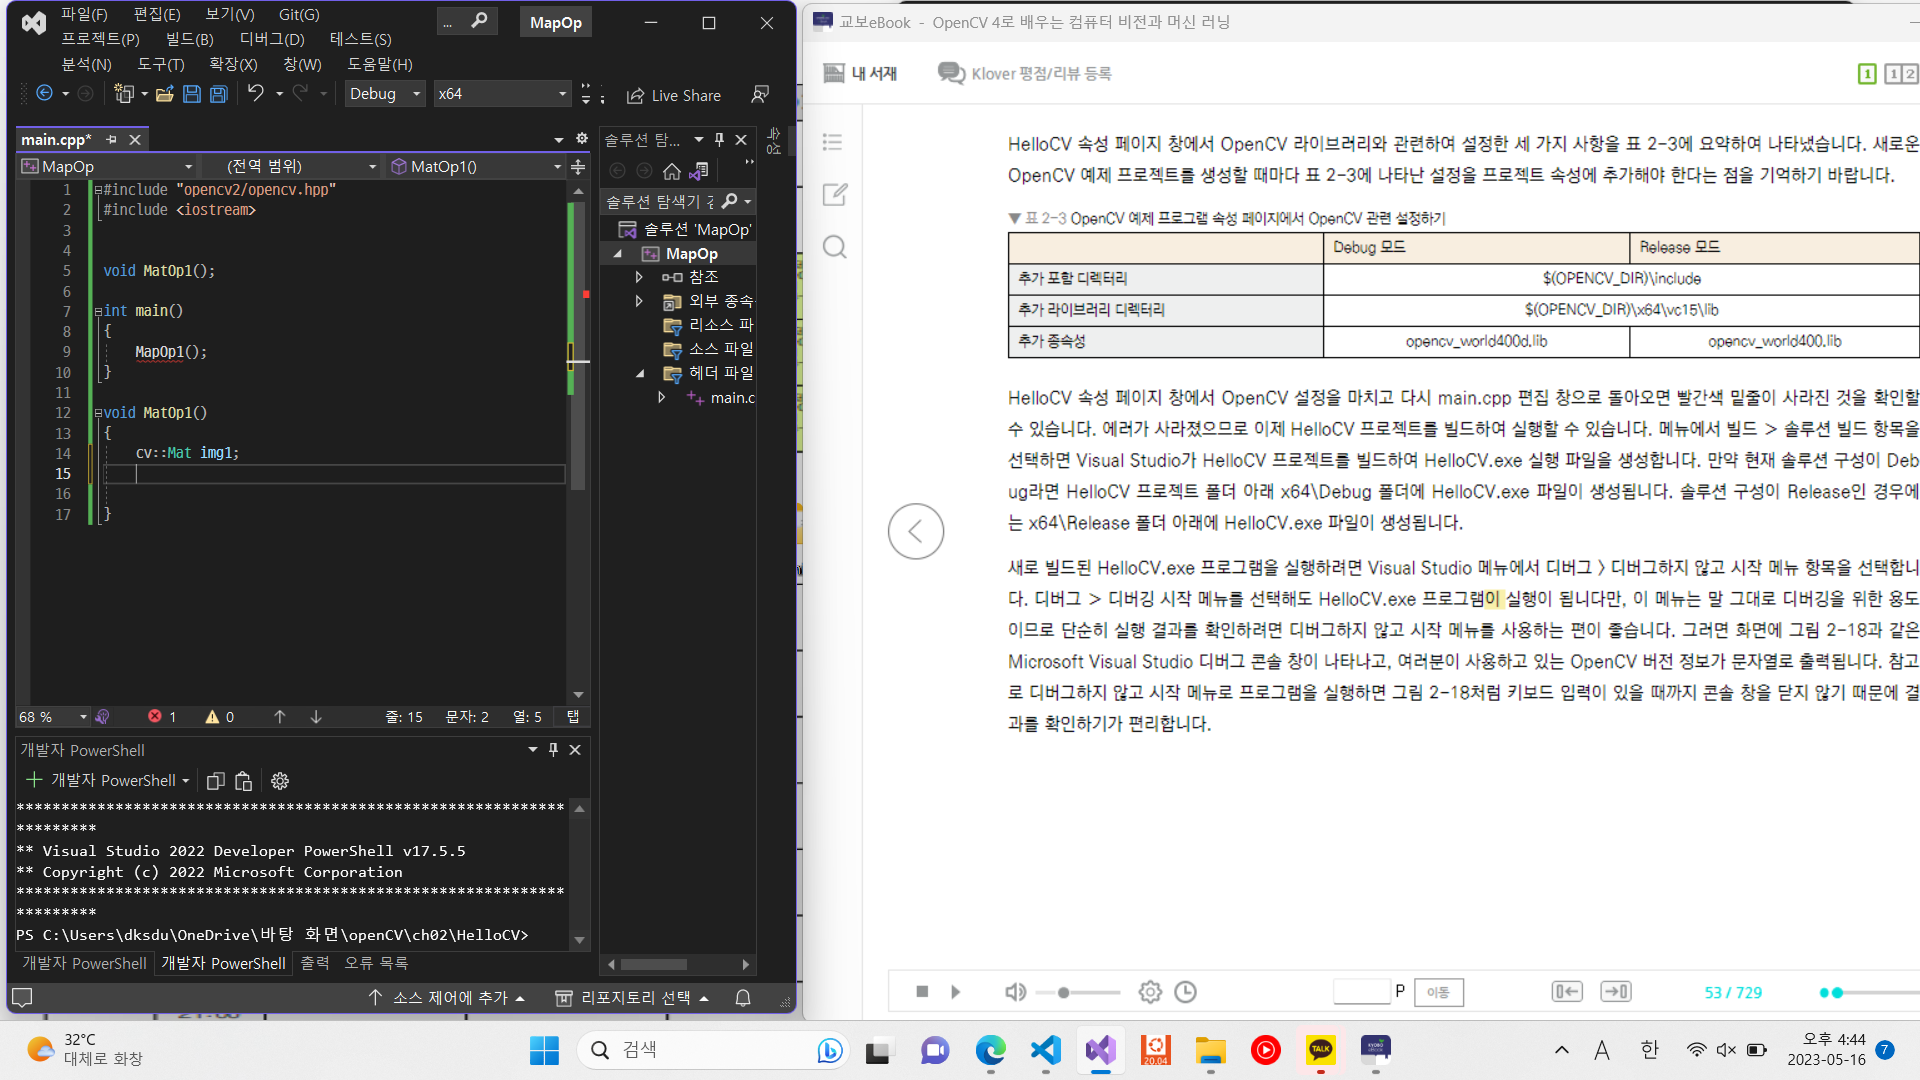 파일(F) 편집(E) 보기(V) Git(G)
프로젝트(P) 빌드(B) 디버그(D) 테스트(S)
분석(N) 도구(T) 확장(X) 창(W) 도움말(H)
... MapOp
Debug x64 Live Share
main.cpp*
MapOp (전역 범위) MatOp1()
1 #include "opencv2/opencv.hpp"
2 #include <iostream>
3
4
5 void MatOp1();
6
7 int main()
8 {
9 MapOp1();
10 }
11
12 void MatOp1()
13 {
14 cv::Mat img1;
15
16
17 }
68 % 1 0 줄: 15 문자: 2 열: 5 탭
솔루션 탐...
속성
솔루션 탐색기 검
솔루션 'MapOp'
MapOp
참조
외부 종속
리소스 파
소스 파일
헤더 파일
main.c
개발자 PowerShell
개발자 PowerShell
**************************************************************
*********
** Visual Studio 2022 Developer PowerShell v17.5.5
** Copyright (c) 2022 Microsoft Corporation
**************************************************************
*********
PS C:\Users\dksdu\OneDrive\바탕 화면\openCV\ch02\HelloCV>
개발자 PowerShell 개발자 PowerShell 출력 오류 목록
소스 제어에 추가 리포지토리 선택
교보eBook - OpenCV 4로 배우는 컴퓨터 비전과 머신 러닝
내 서재 Klover 평점/리뷰 등록 1 1 2
HelloCV 속성 페이지 창에서 OpenCV 라이브러리와 관련하여 설정한 세 가지 사항을 표 2-3에 요약하여 나타냈습니다. 새로운
OpenCV 예제 프로젝트를 생성할 때마다 표 2-3에 나타난 설정을 프로젝트 속성에 추가해야 한다는 점을 기억하기 바랍니다.
▼ 표 2-3 OpenCV 예제 프로그램 속성 페이지에서 OpenCV 관련 설정하기
Debug 모드 Release 모드
추가 포함 디렉터리 $(OPENCV_DIR)\include
추가 라이브러리 디렉터리 $(OPENCV_DIR)\x64\vc15\lib
추가 종속성 opencv_world400d.lib opencv_world400.lib
HelloCV 속성 페이지 창에서 OpenCV 설정을 마치고 다시 main.cpp 편집 창으로 돌아오면 빨간색 밑줄이 사라진 것을 확인할
수 있습니다. 에러가 사라졌으므로 이제 HelloCV 프로젝트를 빌드하여 실행할 수 있습니다. 메뉴에서 빌드 > 솔루션 빌드 항목을
선택하면 Visual Studio가 HelloCV 프로젝트를 빌드하여 HelloCV.exe 실행 파일을 생성합니다. 만약 현재 솔루션 구성이 Deb
ug라면 HelloCV 프로젝트 폴더 아래 x64\Debug 폴더에 HelloCV.exe 파일이 생성됩니다. 솔루션 구성이 Release인 경우에
는 x64\Release 폴더 아래에 HelloCV.exe 파일이 생성됩니다.
새로 빌드된 HelloCV.exe 프로그램을 실행하려면 Visual Studio 메뉴에서 디버그 > 디버그하지 않고 시작 메뉴 항목을 선택합니
다. 디버그 > 디버깅 시작 메뉴를 선택해도 HelloCV.exe 프로그램이 실행이 됩니다만, 이 메뉴는 말 그대로 디버깅을 위한 용도
이므로 단순히 실행 결과를 확인하려면 디버그하지 않고 시작 메뉴를 사용하는 편이 좋습니다. 그러면 화면에 그림 2-18과 같은
Microsoft Visual Studio 디버그 콘솔 창이 나타나고, 여러분이 사용하고 있는 OpenCV 버전 정보가 문자열로 출력됩니다. 참고
로 디버그하지 않고 시작 메뉴로 프로그램을 실행하면 그림 2-18처럼 키보드 입력이 있을 때까지 콘솔 창을 닫지 않기 때문에 결
과를 확인하기가 편리합니다.
P 이동 53 / 729
32°C
대체로 화창
검색
20.04
TALK
A 한
오후 4:44
2023-05-16
7